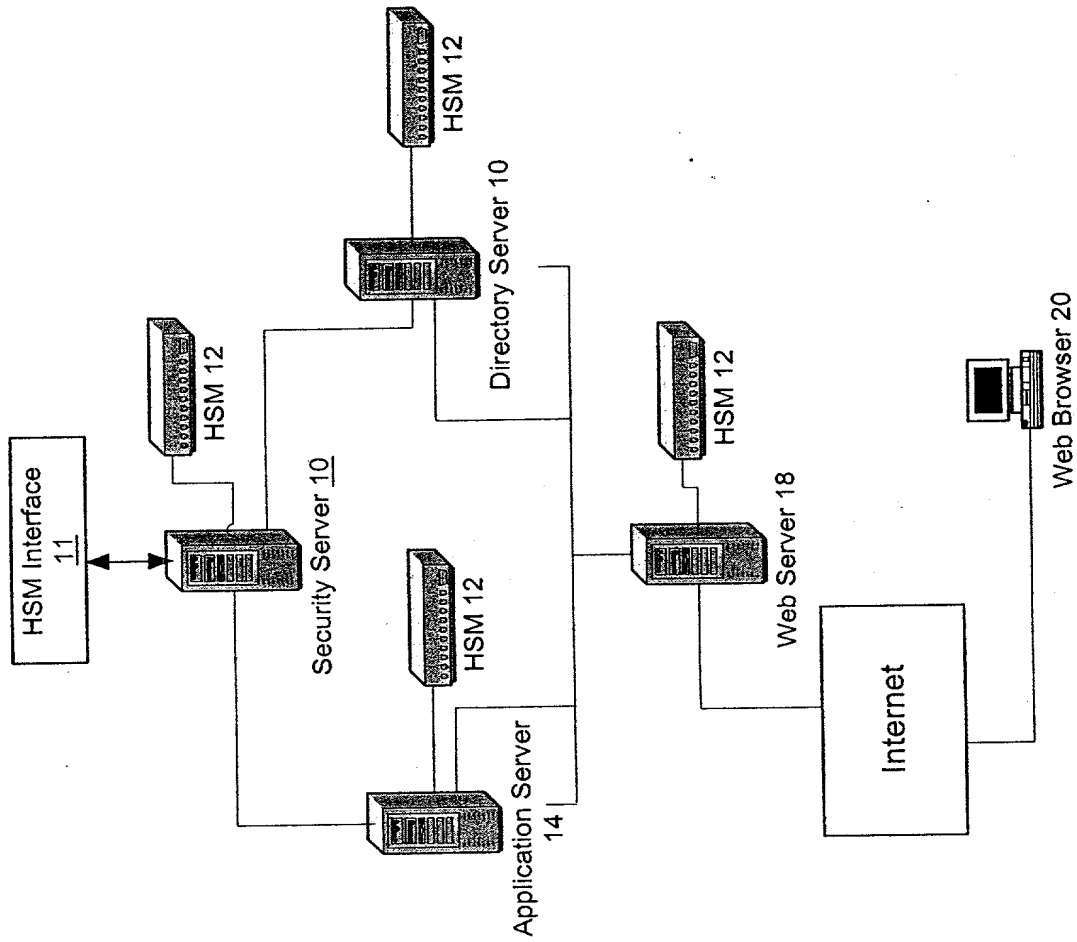 HSM Interface
11
HSM 12
Security Server 10
HSM 12
Directory Server 10
HSM 12
Application Server
14
HSM 12
Web Server 18
Internet
Web Browser 20